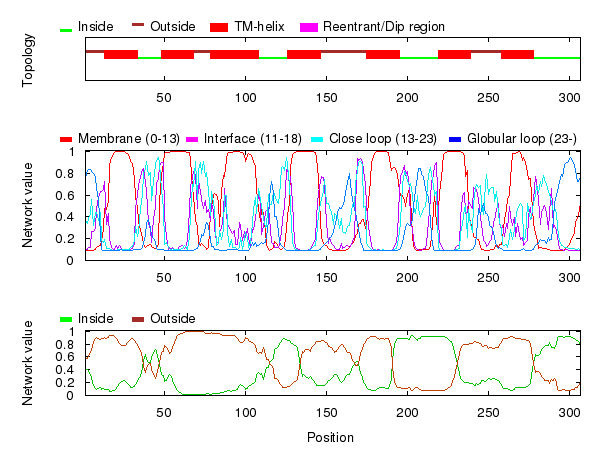 Inside Outside TM-helix Reentrant/Dip region
Topology
50 100 150 200 250 300
Membrane (0-13) Interface (11-18) Close loop (13-23) Globular loop (23-)
Network value
1
0.8
0.6
0.4
0.2
0
50 100 150 200 250 300
Inside Outside
Network value
1
0.8
0.6
0.4
0.2
0
50 100 150 200 250 300
Position